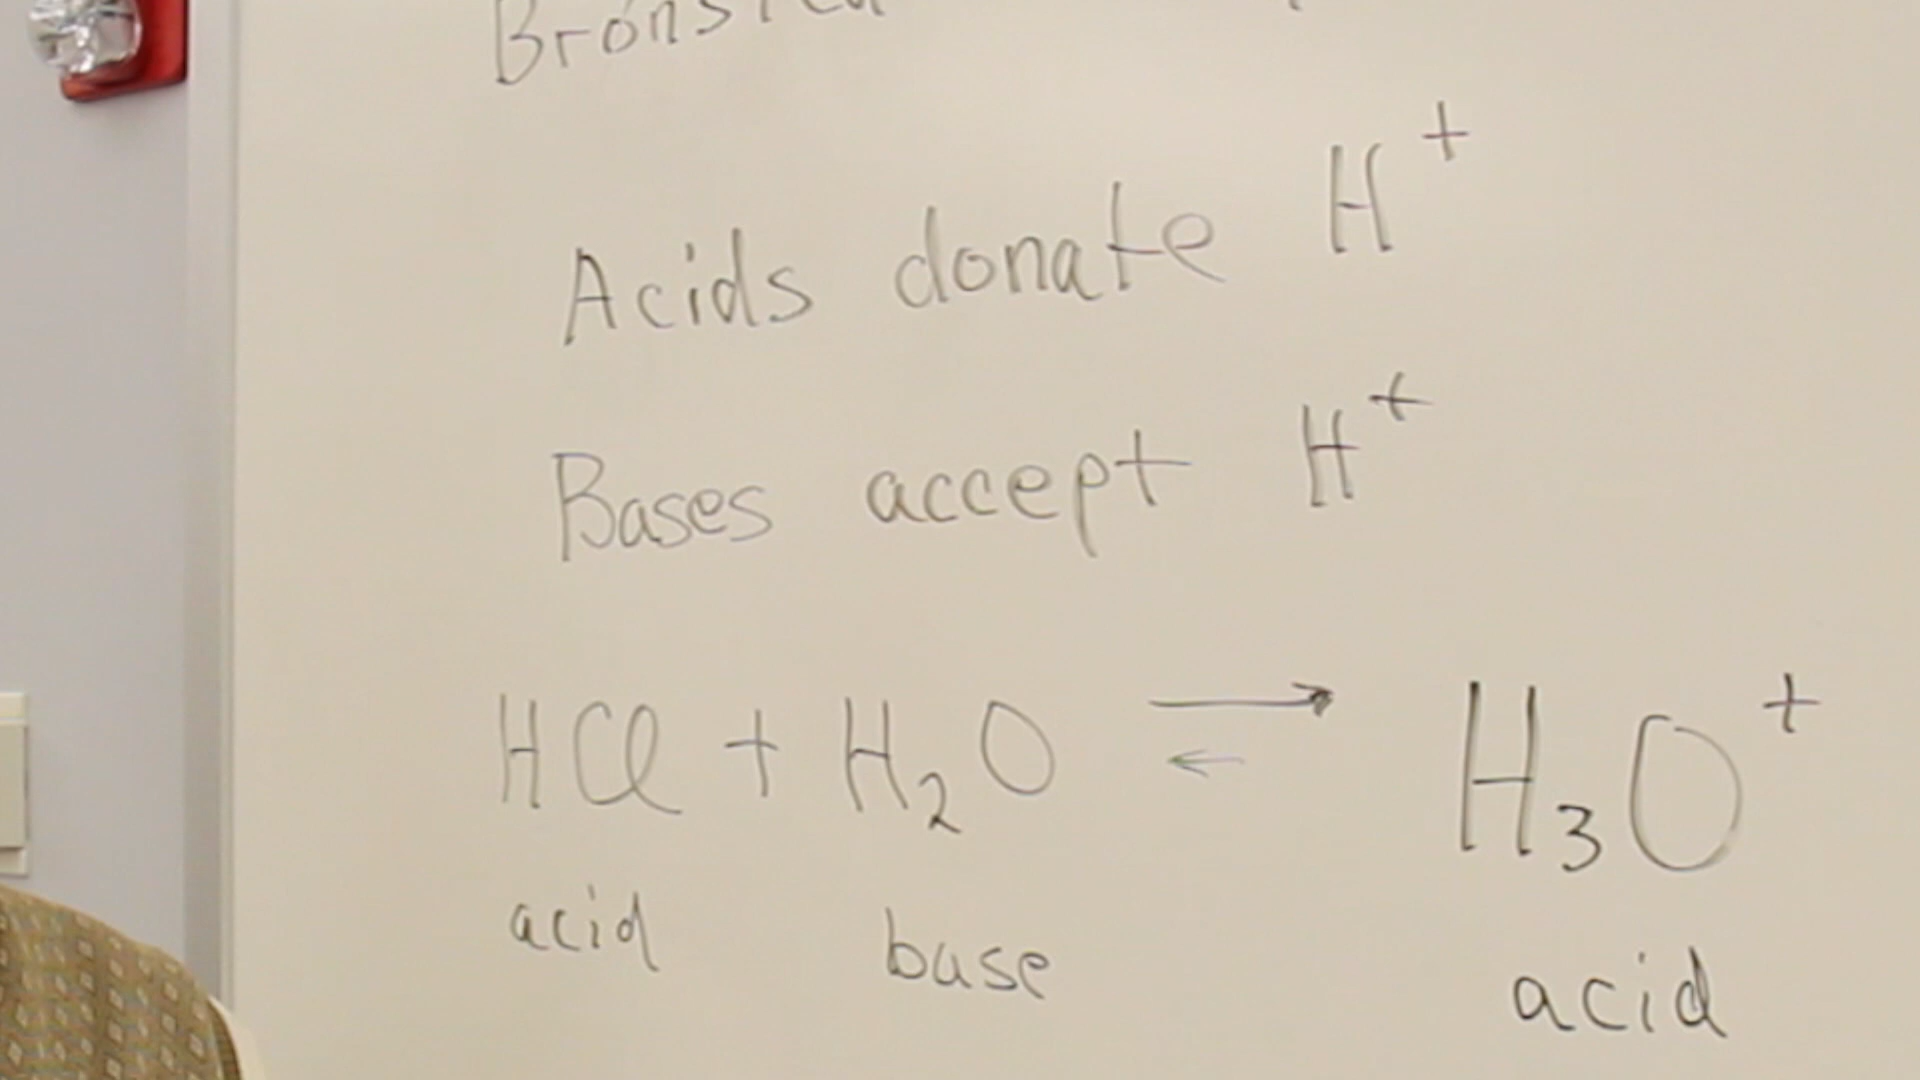 Acids donate H⁺
Bases accept H⁺
HCl + H₂O ⇌ H₃O⁺
acid base acid